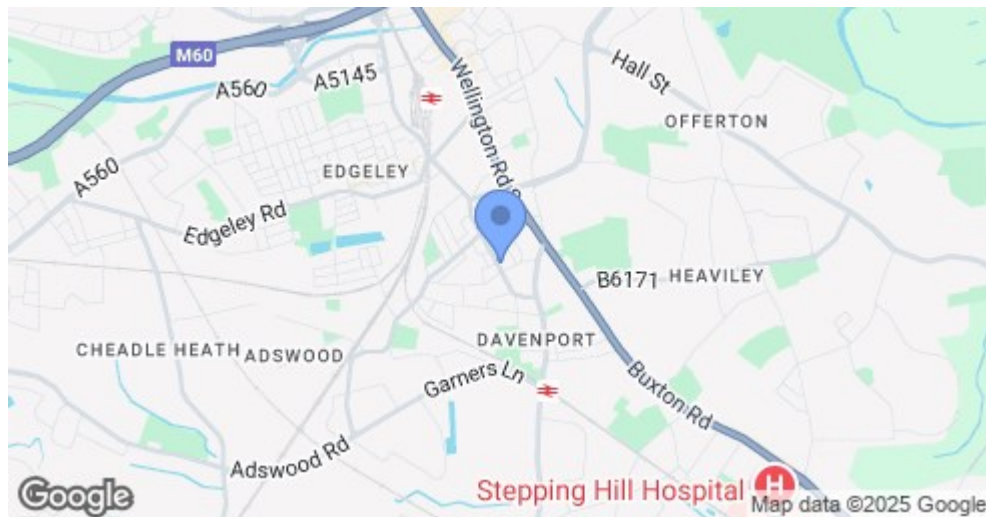 M60
A560
A5145
Wellington Rd S
Hall St
OFFERTON
A560
EDGELEY
Edgeley Rd
B6171
HEAVILEY
CHEADLE HEATH
ADSWOOD
DAVENPORT
Garners Ln
Buxton Rd
Adswood Rd
Stepping Hill Hospital
H
Google
Map data ©2025 Google